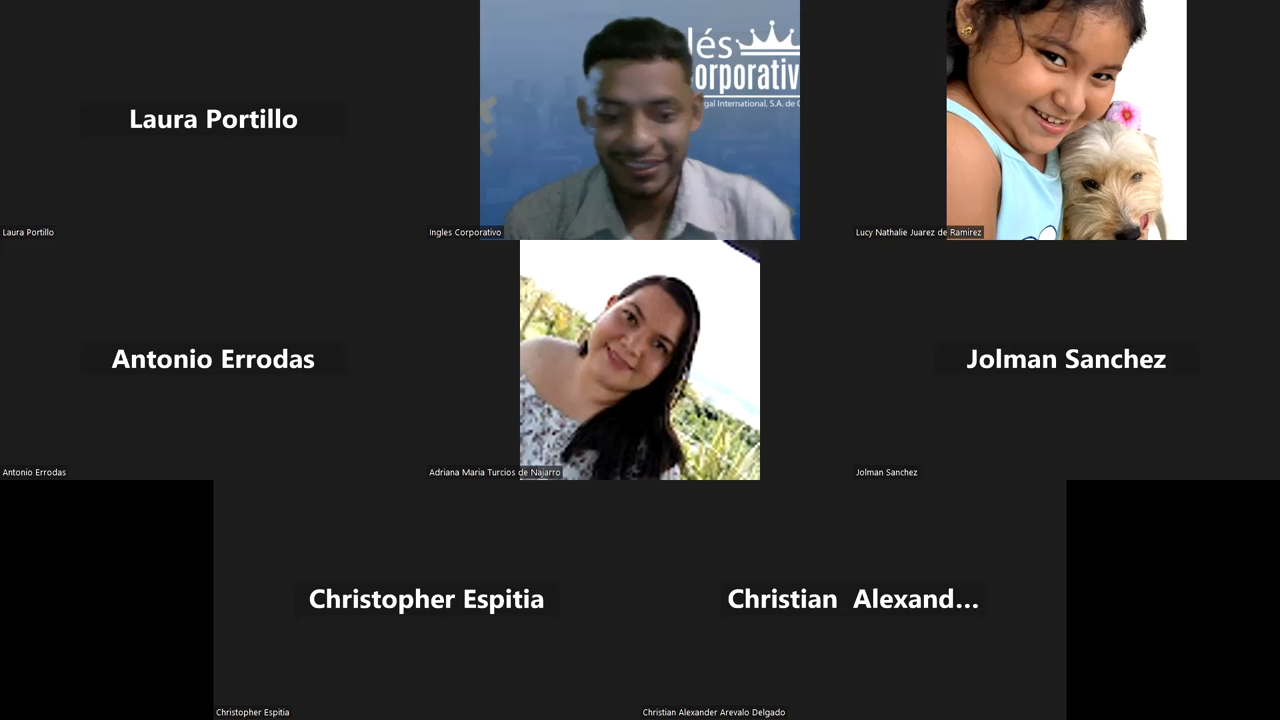 Laura Portillo
lés
orporativ
gal International, S.A. de C
Laura Portillo
Ingles Corporativo
Lucy Nathalie Juarez de Ramirez
Antonio Errodas
Jolman Sanchez
Antonio Errodas
Adriana Maria Turcios de Najarro
Jolman Sanchez
Christopher Espitia
Christian Alexand...
Christopher Espitia
Christian Alexander Arevalo Delgado